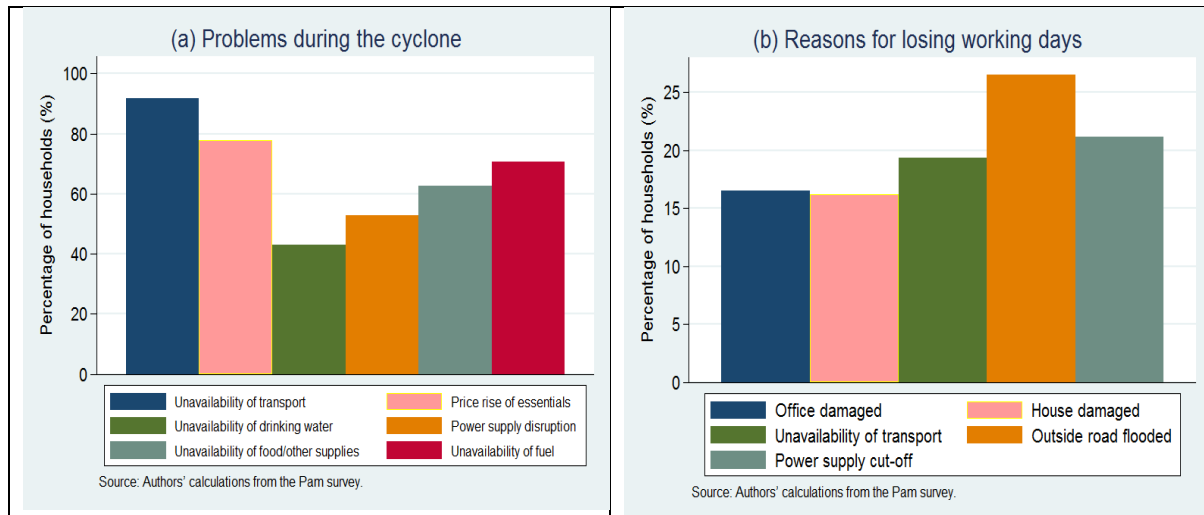 (a) Problems during the cyclone
Percentage of households (%)
100
80
60
40
20
0
Unavailability of transport
Price rise of essentials
Unavailability of drinking water
Power supply disruption
Unavailability of food/other supplies
Unavailability of fuel
Source: Authors' calculations from the Pam survey.
(b) Reasons for losing working days
Percentage of households (%)
25
20
15
10
5
0
Office damaged
House damaged
Unavailability of transport
Outside road flooded
Power supply cut-off
Source: Authors' calculations from the Pam survey.